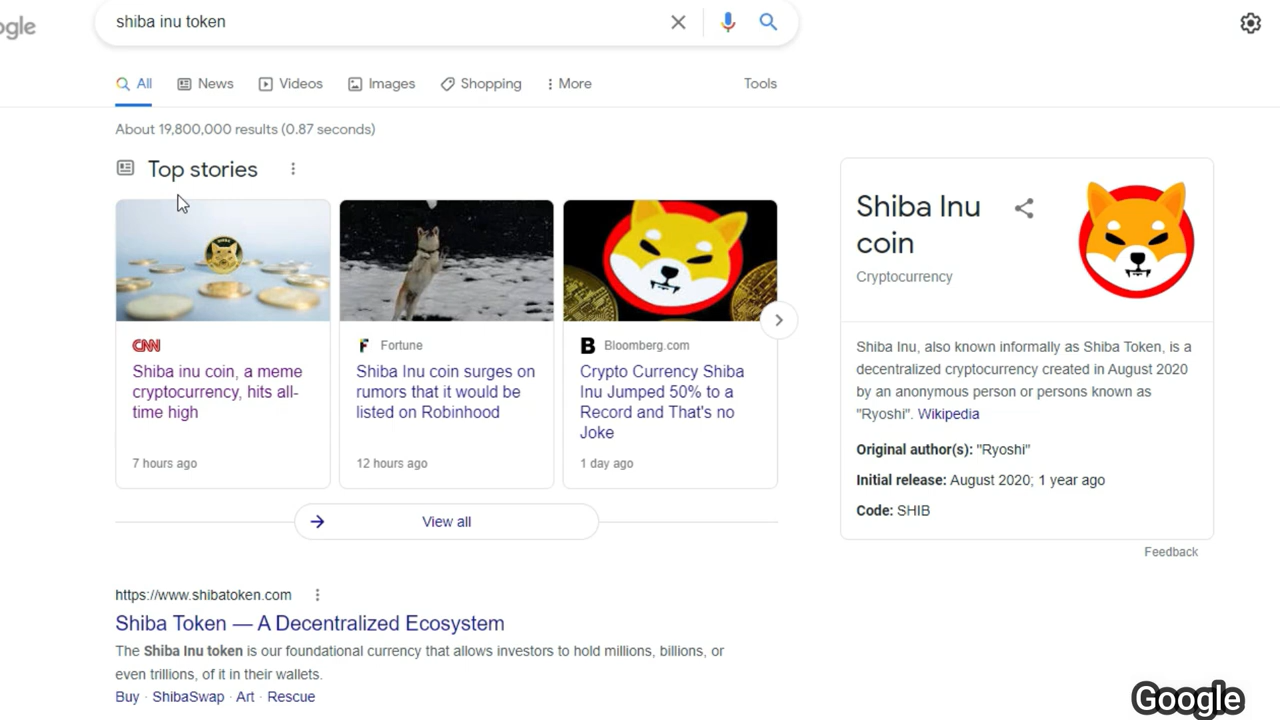 ogle
shiba inu token
All
News
Videos
Images
Shopping
More
Tools
About 19,800,000 results (0.87 seconds)
Top stories
CNN
Shiba inu coin, a meme
cryptocurrency, hits all-
time high
7 hours ago
Fortune
Shiba Inu coin surges on
rumors that it would be
listed on Robinhood
12 hours ago
B Bloomberg.com
Crypto Currency Shiba
Inu Jumped 50% to a
Record and That's no
Joke
1 day ago
View all
https://www.shibatoken.com
Shiba Token — A Decentralized Ecosystem
The Shiba Inu token is our foundational currency that allows investors to hold millions, billions, or
even trillions, of it in their wallets.
Buy · ShibaSwap · Art · Rescue
Shiba Inu
coin
Cryptocurrency
Shiba Inu, also known informally as Shiba Token, is a
decentralized cryptocurrency created in August 2020
by an anonymous person or persons known as
"Ryoshi". Wikipedia
Original author(s): "Ryoshi"
Initial release: August 2020; 1 year ago
Code: SHIB
Feedback
Google